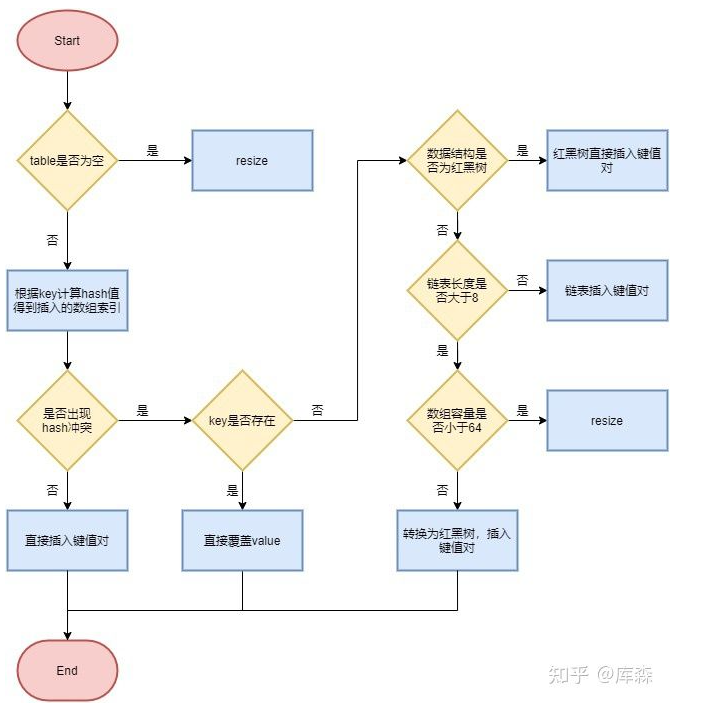 Start
table是否为空
是
resize
否
根据key计算hash值
得到插入的数组索引
是否出现
hash冲突
是
key是否存在
否
否
直接插入键值对
是
直接覆盖value
数据结构是
否为红黑树
是
红黑树直接插入键值
对
否
链表长度是
否大于8
否
链表插入键值对
是
数组容量是
否小于64
是
resize
否
转换为红黑树，插入
键值对
End
知乎 @库森